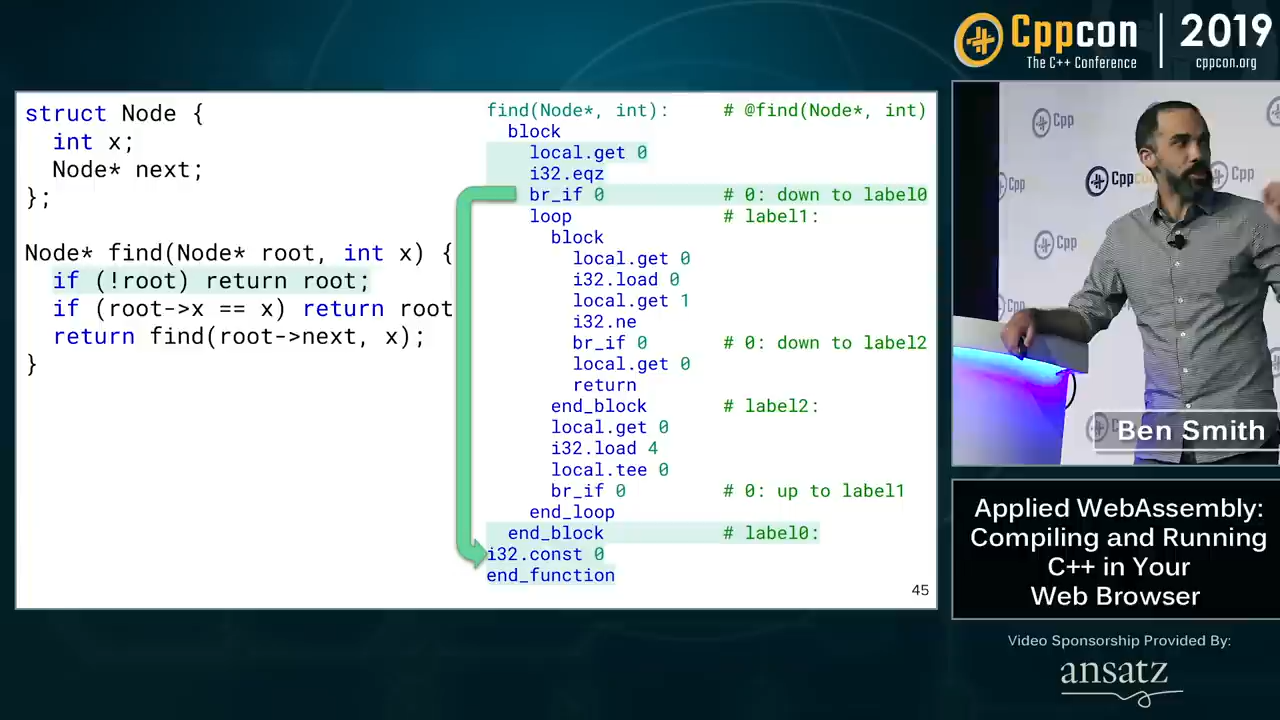 Cppcon
The C++ Conference
2019
cppcon.org
struct Node {
  int x;
  Node* next;
};
Node* find(Node* root, int x) {
  if (!root) return root;
  if (root->x == x) return root
  return find(root->next, x);
}
find(Node*, int): # @find(Node*, int)
block
local.get 0
i32.eqz
br_if 0 # 0: down to label0
loop # label1:
block
local.get 0
i32.load 0
local.get 1
i32.ne
br_if 0 # 0: down to label2
local.get 0
return
end_block # label2:
local.get 0
i32.load 4
local.tee 0
br_if 0 # 0: up to label1
end_loop
end_block # label0:
i32.const 0
end_function
45
Cpp
Cpp
Ben Smith
Applied WebAssembly:
Compiling and Running
C++ in Your
Web Browser
Video Sponsorship Provided By:
ansatz